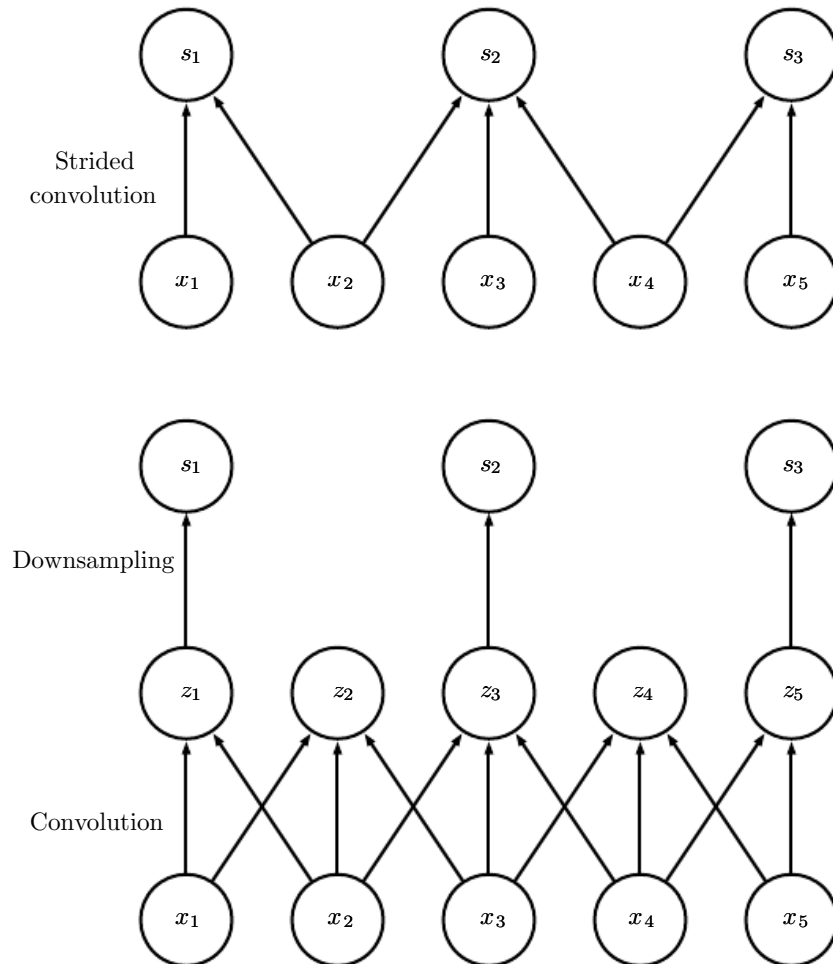 s₁ s₂ s₃
Strided
convolution
x₁ x₂ x₃ x₄ x₅
s₁ s₂ s₃
Downsampling
z₁ z₂ z₃ z₄ z₅
Convolution
x₁ x₂ x₃ x₄ x₅